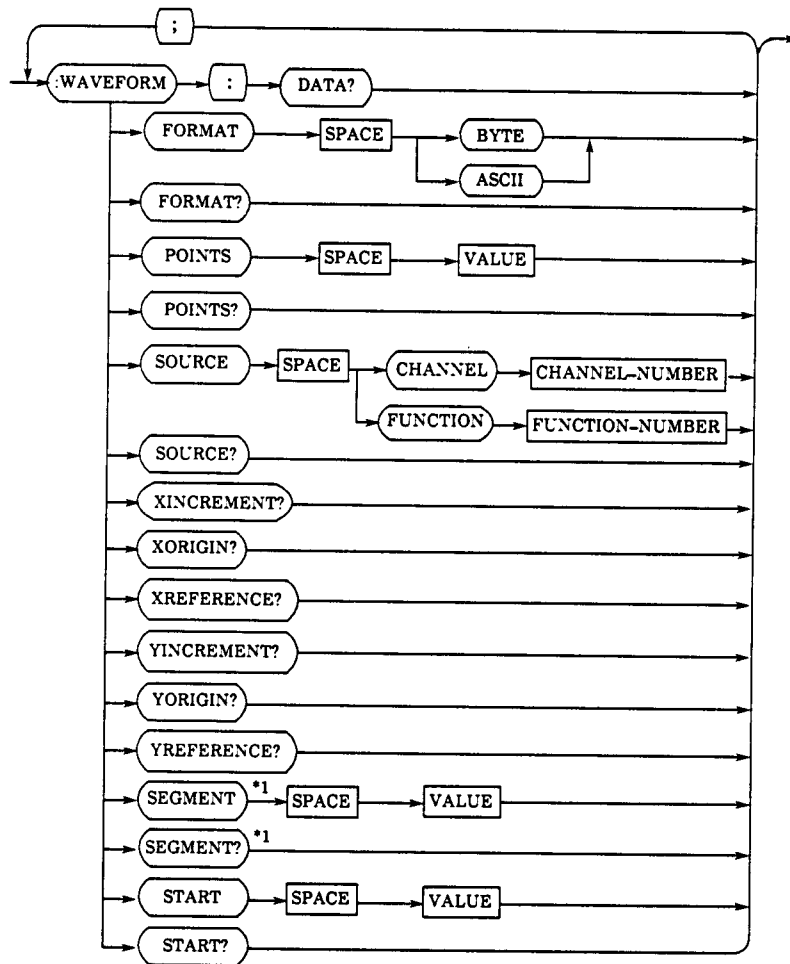 ;
:WAVEFORM : DATA?
FORMAT SPACE BYTE
ASCII
FORMAT?
POINTS SPACE VALUE
POINTS?
SOURCE SPACE CHANNEL CHANNEL-NUMBER
FUNCTION FUNCTION-NUMBER
SOURCE?
XINCREMENT?
XORIGIN?
XREFERENCE?
YINCREMENT?
YORIGIN?
YREFERENCE?
SEGMENT *1 SPACE VALUE
SEGMENT? *1
START SPACE VALUE
START?